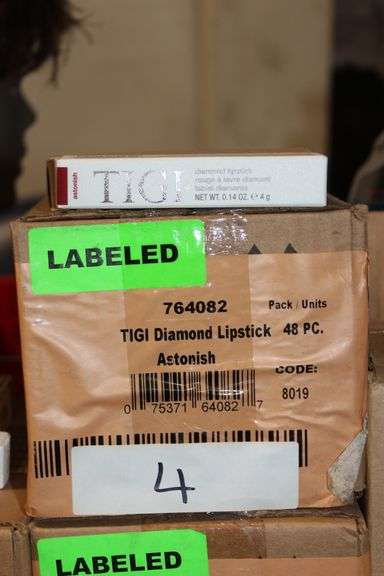 astonish
TIGI
diamond lipstick
rouge à lèvre diamant
labial diamante
NET WT. 0.14 OZ. ℮ 4 g
LABELED
764082 Pack / Units
TIGI Diamond Lipstick 48 PC.
Astonish
CODE:
8019
0 75371 64082 7
4
LABELED